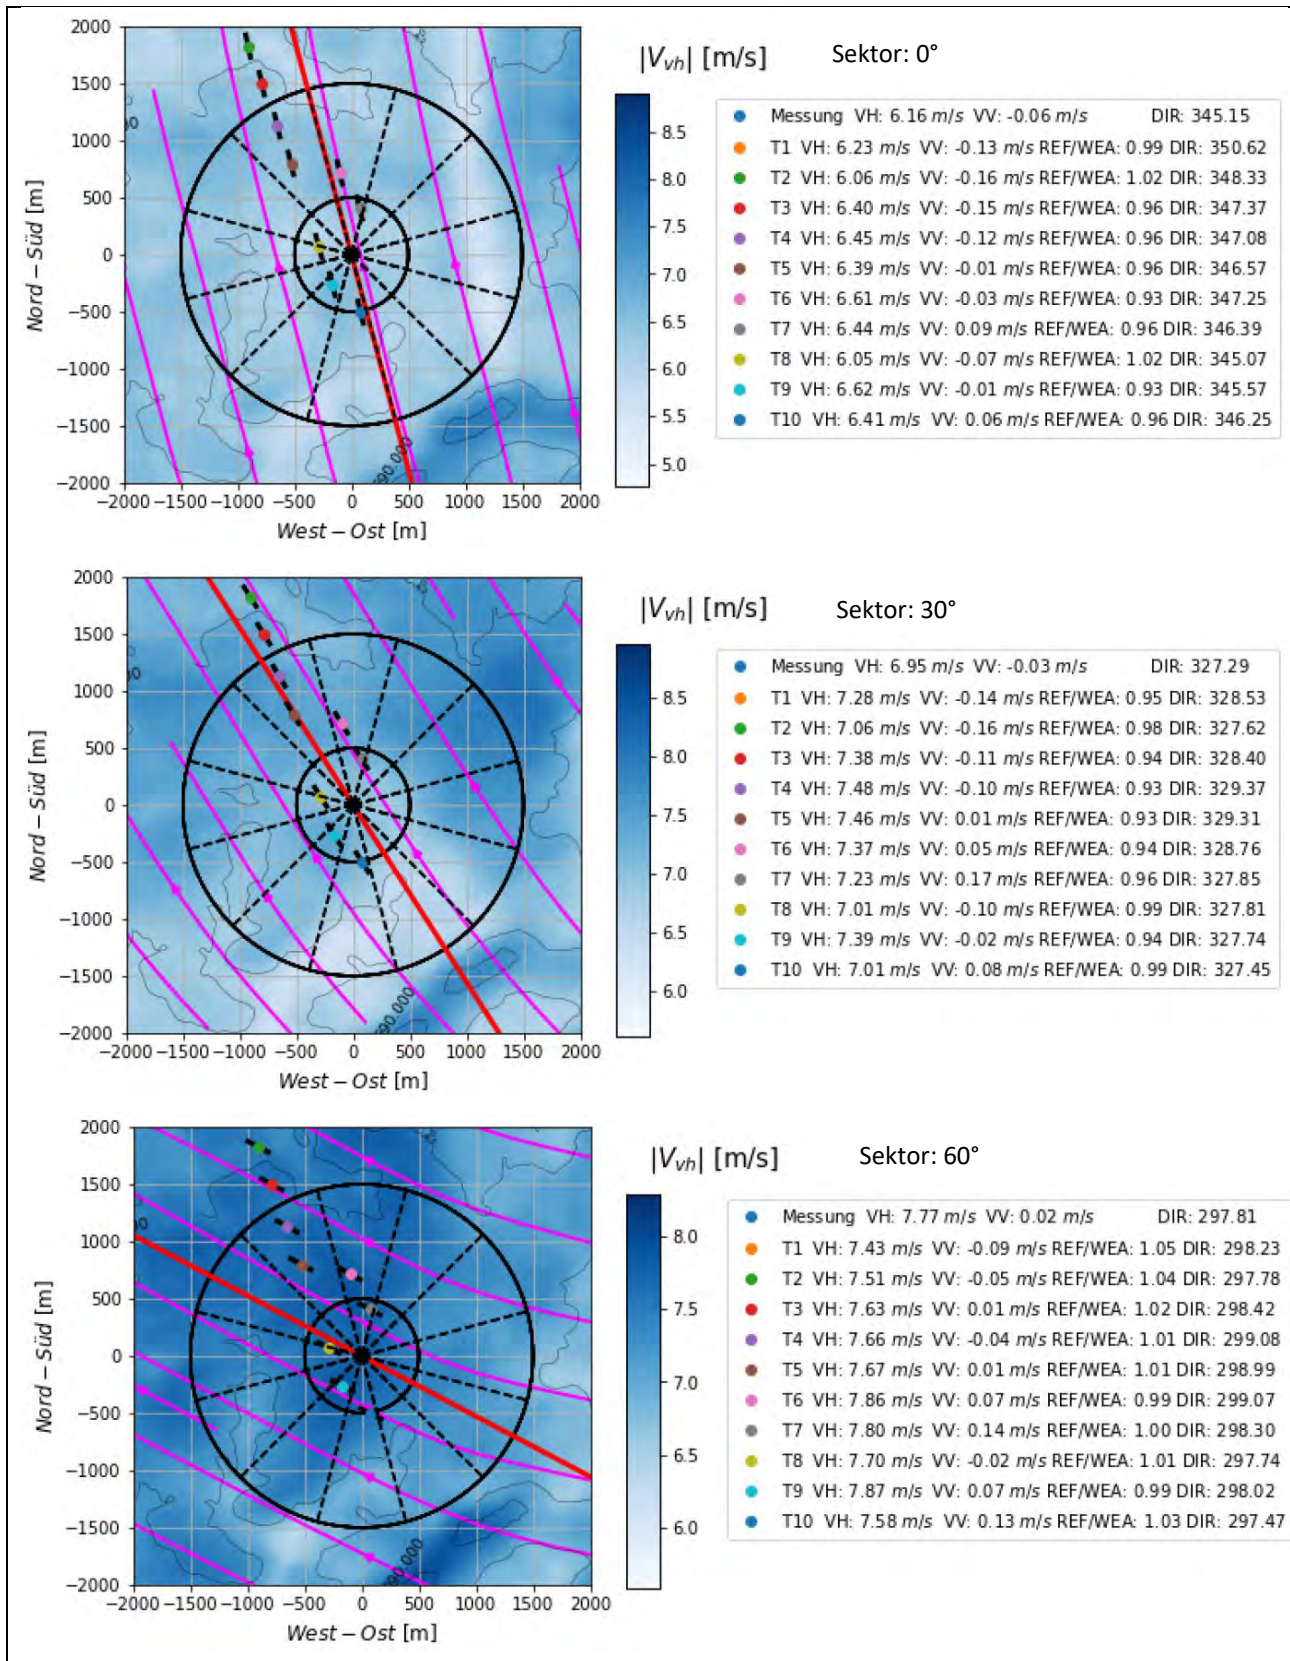 |V_vh| [m/s]
Sektor: 0°
2000
1500
1000
500
0
−500
−1000
−1500
−2000
Nord − Süd [m]
−2000 −1500 −1000 −500 0 500 1000 1500 2000
West − Ost [m]
590.000
8.5
8.0
7.5
7.0
6.5
6.0
5.5
5.0
Messung VH: 6.16 m/s VV: -0.06 m/s DIR: 345.15
T1 VH: 6.23 m/s VV: -0.13 m/s REF/WEA: 0.99 DIR: 350.62
T2 VH: 6.06 m/s VV: -0.16 m/s REF/WEA: 1.02 DIR: 348.33
T3 VH: 6.40 m/s VV: -0.15 m/s REF/WEA: 0.96 DIR: 347.37
T4 VH: 6.45 m/s VV: -0.12 m/s REF/WEA: 0.96 DIR: 347.08
T5 VH: 6.39 m/s VV: -0.01 m/s REF/WEA: 0.96 DIR: 346.57
T6 VH: 6.61 m/s VV: -0.03 m/s REF/WEA: 0.93 DIR: 347.25
T7 VH: 6.44 m/s VV: 0.09 m/s REF/WEA: 0.96 DIR: 346.39
T8 VH: 6.05 m/s VV: -0.07 m/s REF/WEA: 1.02 DIR: 345.07
T9 VH: 6.62 m/s VV: -0.01 m/s REF/WEA: 0.93 DIR: 345.57
T10 VH: 6.41 m/s VV: 0.06 m/s REF/WEA: 0.96 DIR: 346.25
|V_vh| [m/s]
Sektor: 30°
2000
1500
1000
500
0
−500
−1000
−1500
−2000
Nord − Süd [m]
−2000 −1500 −1000 −500 0 500 1000 1500 2000
West − Ost [m]
590.000
8.5
8.0
7.5
7.0
6.5
6.0
Messung VH: 6.95 m/s VV: -0.03 m/s DIR: 327.29
T1 VH: 7.28 m/s VV: -0.14 m/s REF/WEA: 0.95 DIR: 328.53
T2 VH: 7.06 m/s VV: -0.16 m/s REF/WEA: 0.98 DIR: 327.62
T3 VH: 7.38 m/s VV: -0.11 m/s REF/WEA: 0.94 DIR: 328.40
T4 VH: 7.48 m/s VV: -0.10 m/s REF/WEA: 0.93 DIR: 329.37
T5 VH: 7.46 m/s VV: 0.01 m/s REF/WEA: 0.93 DIR: 329.31
T6 VH: 7.37 m/s VV: 0.05 m/s REF/WEA: 0.94 DIR: 328.76
T7 VH: 7.23 m/s VV: 0.17 m/s REF/WEA: 0.96 DIR: 327.85
T8 VH: 7.01 m/s VV: -0.10 m/s REF/WEA: 0.99 DIR: 327.81
T9 VH: 7.39 m/s VV: -0.02 m/s REF/WEA: 0.94 DIR: 327.74
T10 VH: 7.01 m/s VV: 0.08 m/s REF/WEA: 0.99 DIR: 327.45
|V_vh| [m/s]
Sektor: 60°
2000
1500
1000
500
0
−500
−1000
−1500
−2000
Nord − Süd [m]
−2000 −1500 −1000 −500 0 500 1000 1500 2000
West − Ost [m]
590.000
8.0
7.5
7.0
6.5
6.0
Messung VH: 7.77 m/s VV: 0.02 m/s DIR: 297.81
T1 VH: 7.43 m/s VV: -0.09 m/s REF/WEA: 1.05 DIR: 298.23
T2 VH: 7.51 m/s VV: -0.05 m/s REF/WEA: 1.04 DIR: 297.78
T3 VH: 7.63 m/s VV: 0.01 m/s REF/WEA: 1.02 DIR: 298.42
T4 VH: 7.66 m/s VV: -0.04 m/s REF/WEA: 1.01 DIR: 299.08
T5 VH: 7.67 m/s VV: 0.01 m/s REF/WEA: 1.01 DIR: 298.99
T6 VH: 7.86 m/s VV: 0.07 m/s REF/WEA: 0.99 DIR: 299.07
T7 VH: 7.80 m/s VV: 0.14 m/s REF/WEA: 1.00 DIR: 298.30
T8 VH: 7.70 m/s VV: -0.02 m/s REF/WEA: 1.01 DIR: 297.74
T9 VH: 7.87 m/s VV: 0.07 m/s REF/WEA: 0.99 DIR: 298.02
T10 VH: 7.58 m/s VV: 0.13 m/s REF/WEA: 1.03 DIR: 297.47